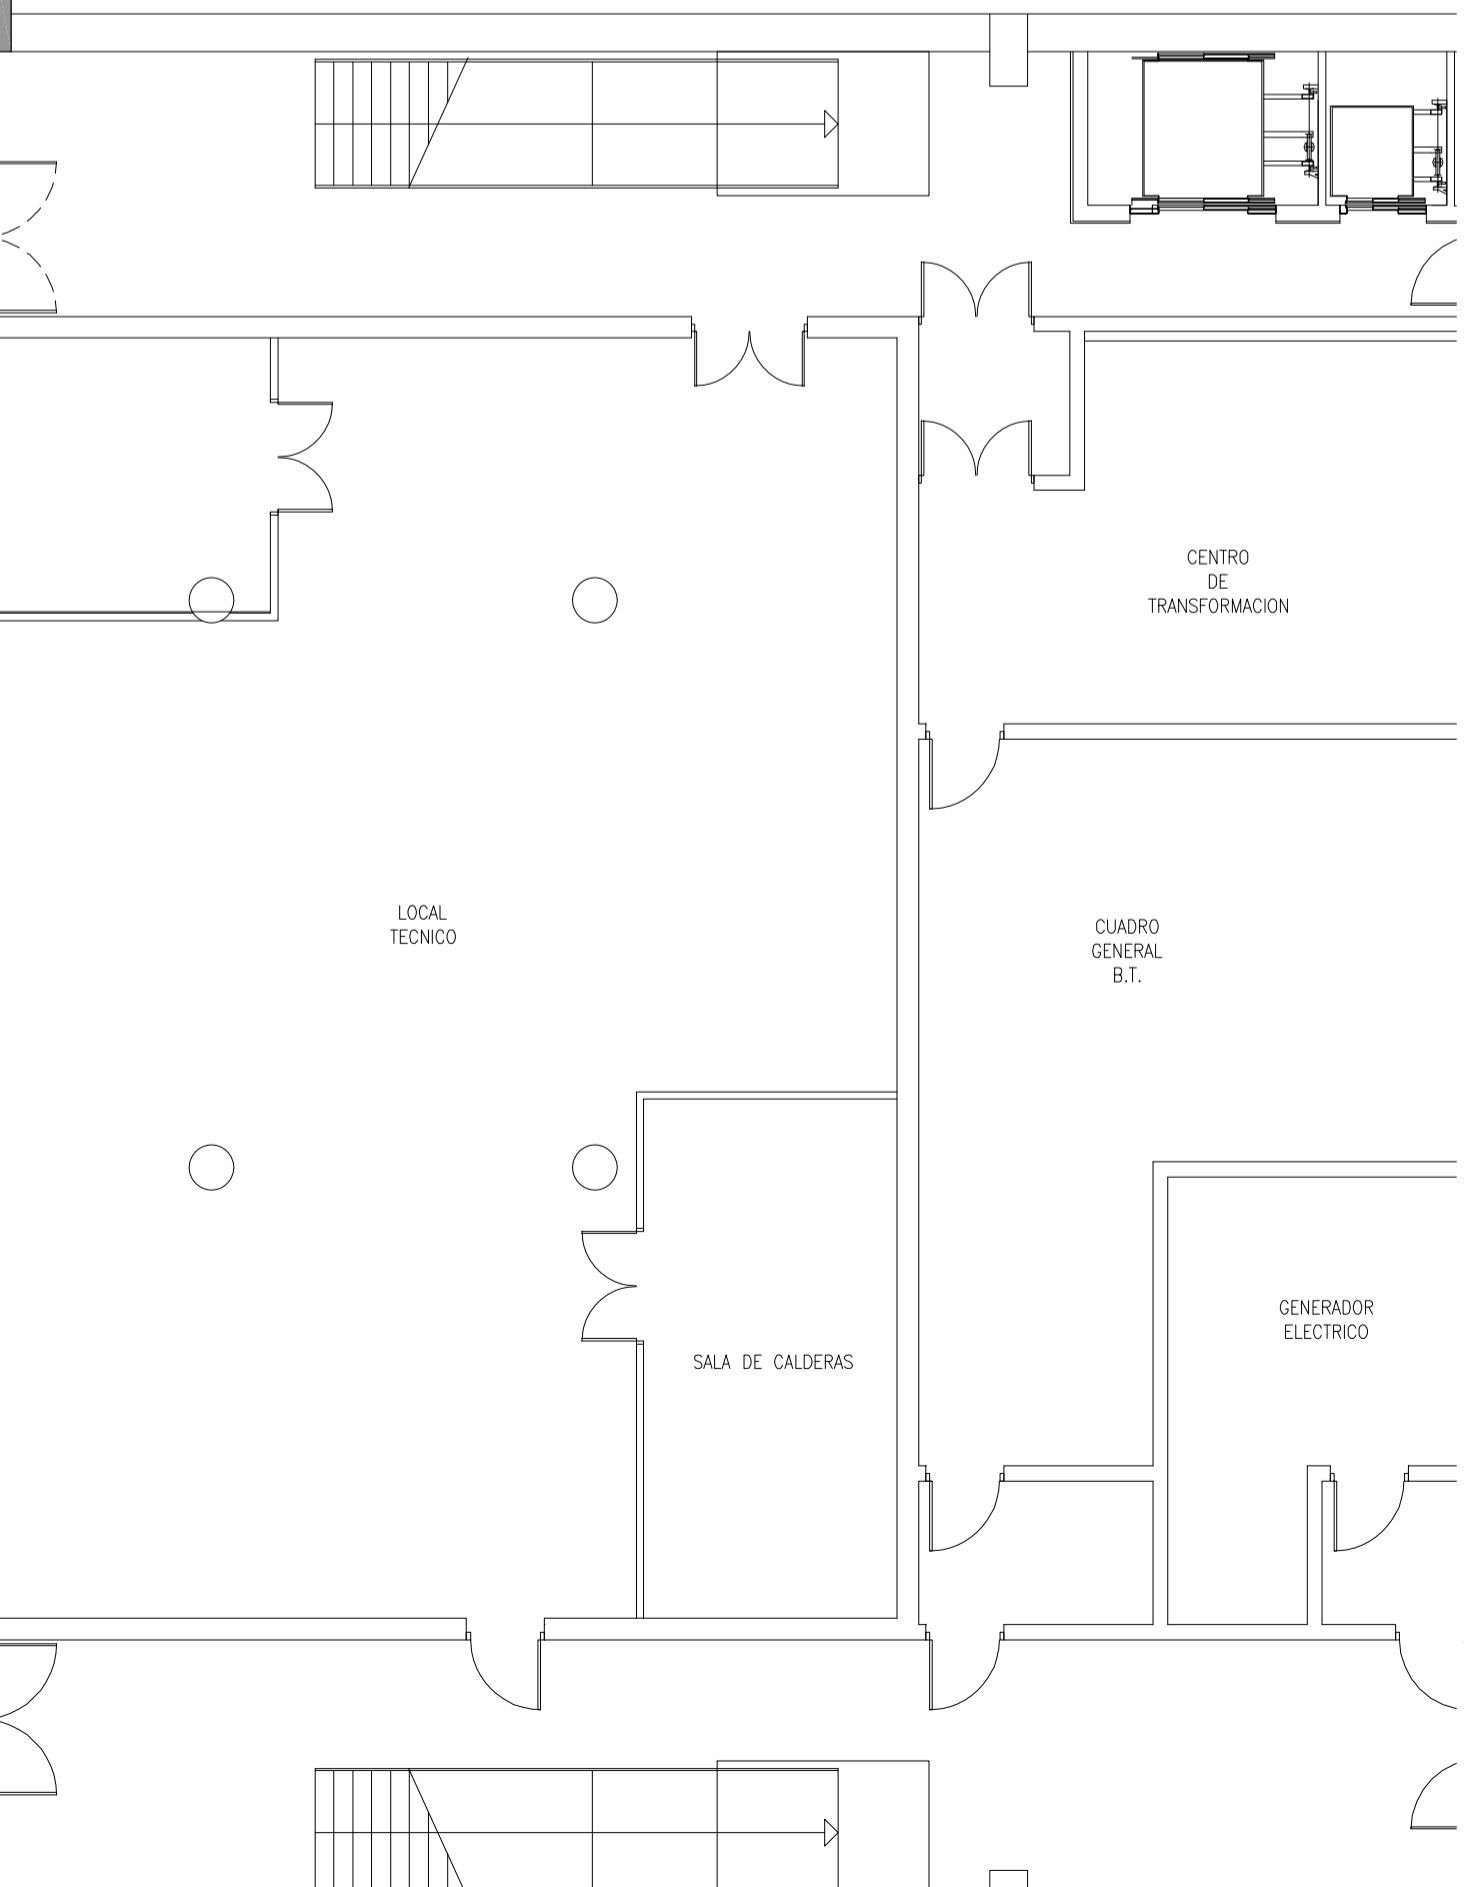 CENTRO
DE
TRANSFORMACION
LOCAL
TECNICO
CUADRO
GENERAL
B.T.
GENERADOR
ELECTRICO
SALA DE CALDERAS